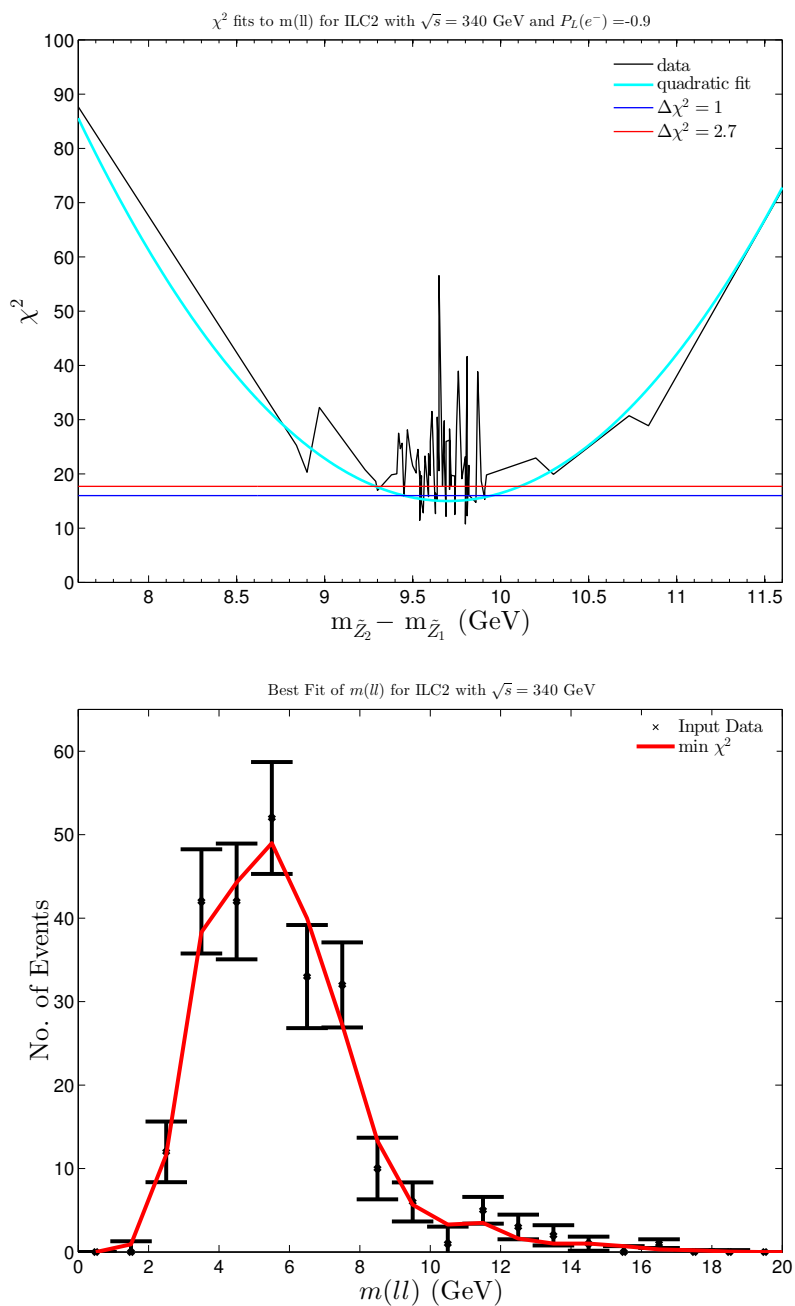 χ² fits to m(ll) for ILC2 with √s = 340 GeV and P_L(e⁻) =-0.9
data
quadratic fit
Δχ² = 1
Δχ² = 2.7
100
90
80
70
60
50
40
30
20
10
0
χ²
8 8.5 9 9.5 10 10.5 11 11.5
m_Z̃₂ − m_Z̃₁ (GeV)
Best Fit of m(ll) for ILC2 with √s = 340 GeV
Input Data
min χ²
60
50
40
30
20
10
0
No. of Events
0 2 4 6 8 10 12 14 16 18 20
m(ll) (GeV)